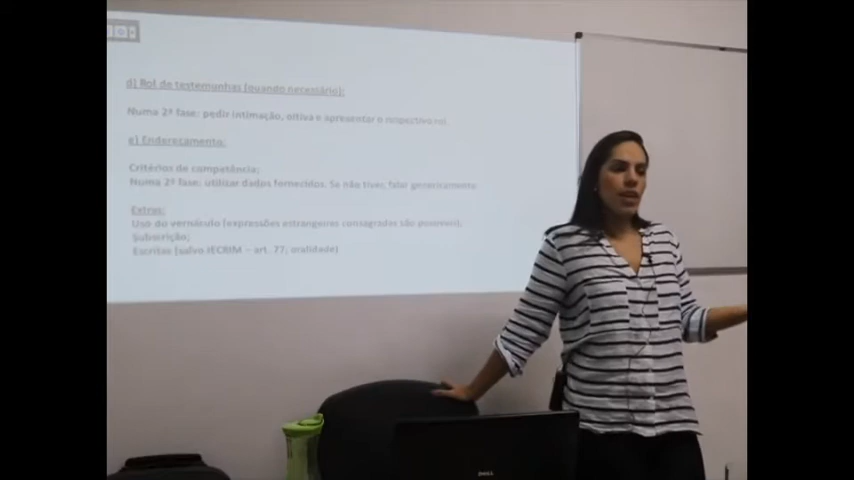 d) Rol de testemunhas (quando necessário):
Numa 2ª fase: pedir intimação, oitiva e apresentar o respectivo rol.
e) Endereçamento:
Critérios de competência;
Numa 2ª fase: utilizar dados fornecidos. Se não tiver, falar genericamente.
Extras:
Uso do vernáculo (expressões estrangeiras consagradas são possíveis);
Subscrição;
Escritos (salvo JECRIM – art. 77, oralidade)
DELL